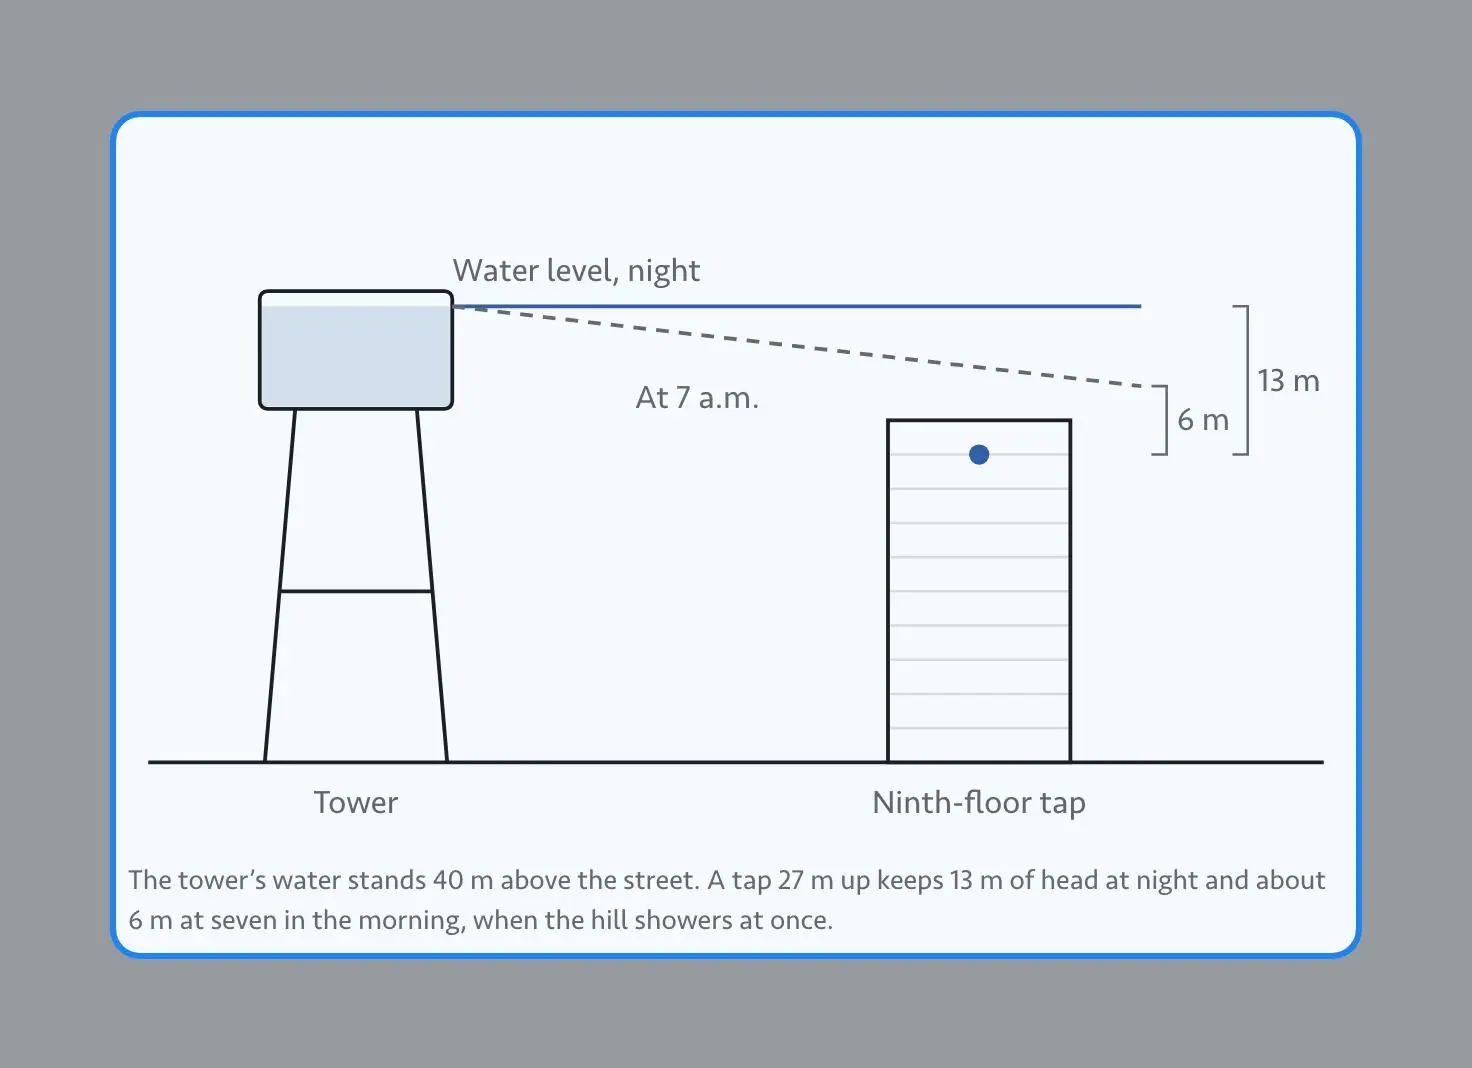 Water level, night
13 m
At 7 a.m.
6 m
Tower
Ninth-floor tap
The tower’s water stands 40 m above the street. A tap 27 m up keeps 13 m of head at night and about
6 m at seven in the morning, when the hill showers at once.